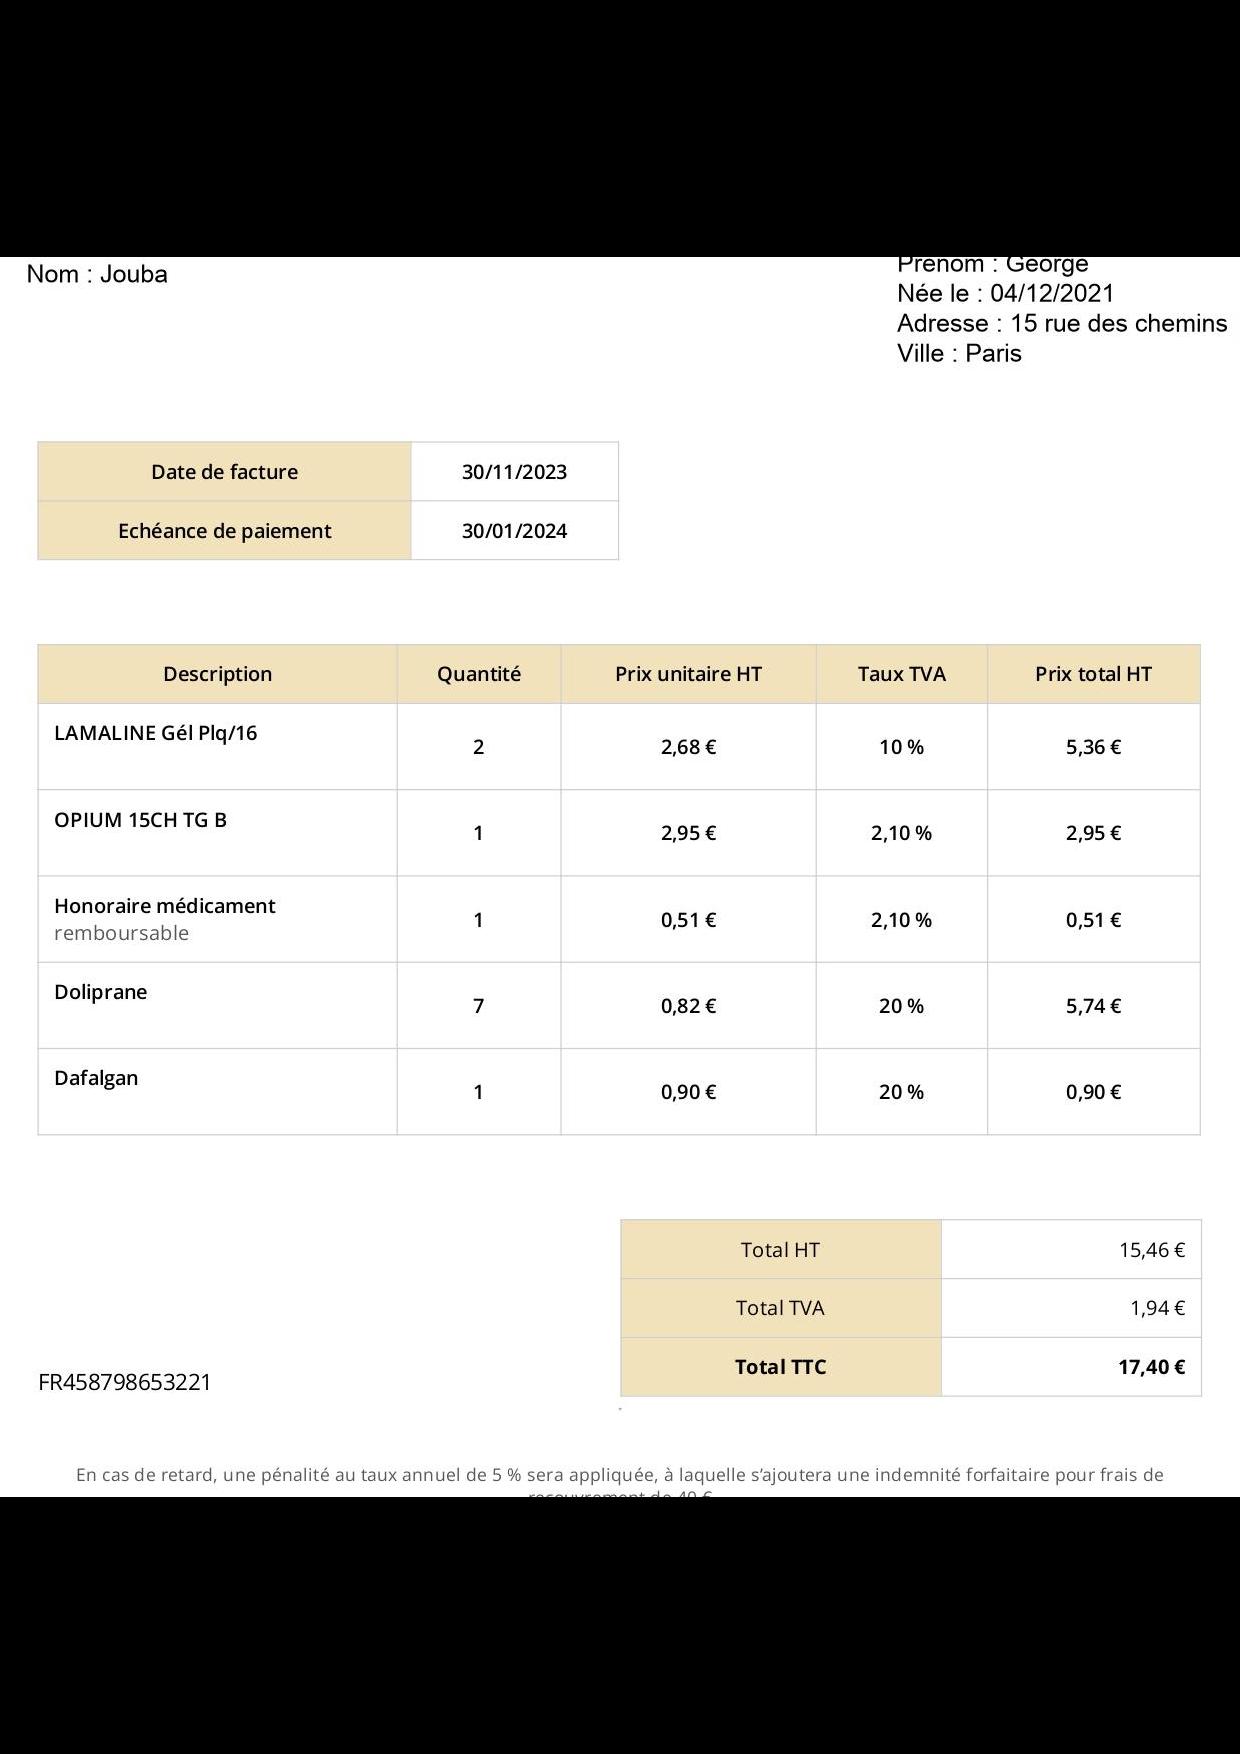 Nom : Jouba
Prenom : George
Née le : 04/12/2021
Adresse : 15 rue des chemins
Ville : Paris
Date de facture 30/11/2023
Echéance de paiement 30/01/2024
Description Quantité Prix unitaire HT Taux TVA Prix total HT
LAMALINE Gél Plq/16 2 2,68 € 10 % 5,36 €
OPIUM 15CH TG B 1 2,95 € 2,10 % 2,95 €
Honoraire médicament
remboursable 1 0,51 € 2,10 % 0,51 €
Doliprane 7 0,82 € 20 % 5,74 €
Dafalgan 1 0,90 € 20 % 0,90 €
Total HT 15,46 €
Total TVA 1,94 €
Total TTC 17,40 €
FR458798653221
En cas de retard, une pénalité au taux annuel de 5 % sera appliquée, à laquelle s’ajoutera une indemnité forfaitaire pour frais de
recouvrement de 40 €